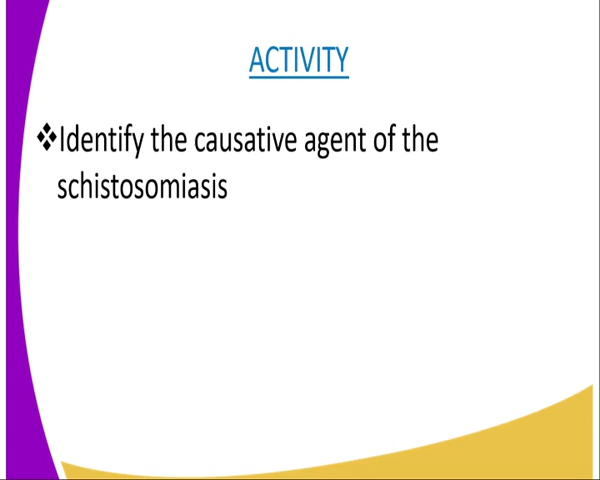 ACTIVITY
❖Identify the causative agent of the
schistosomiasis